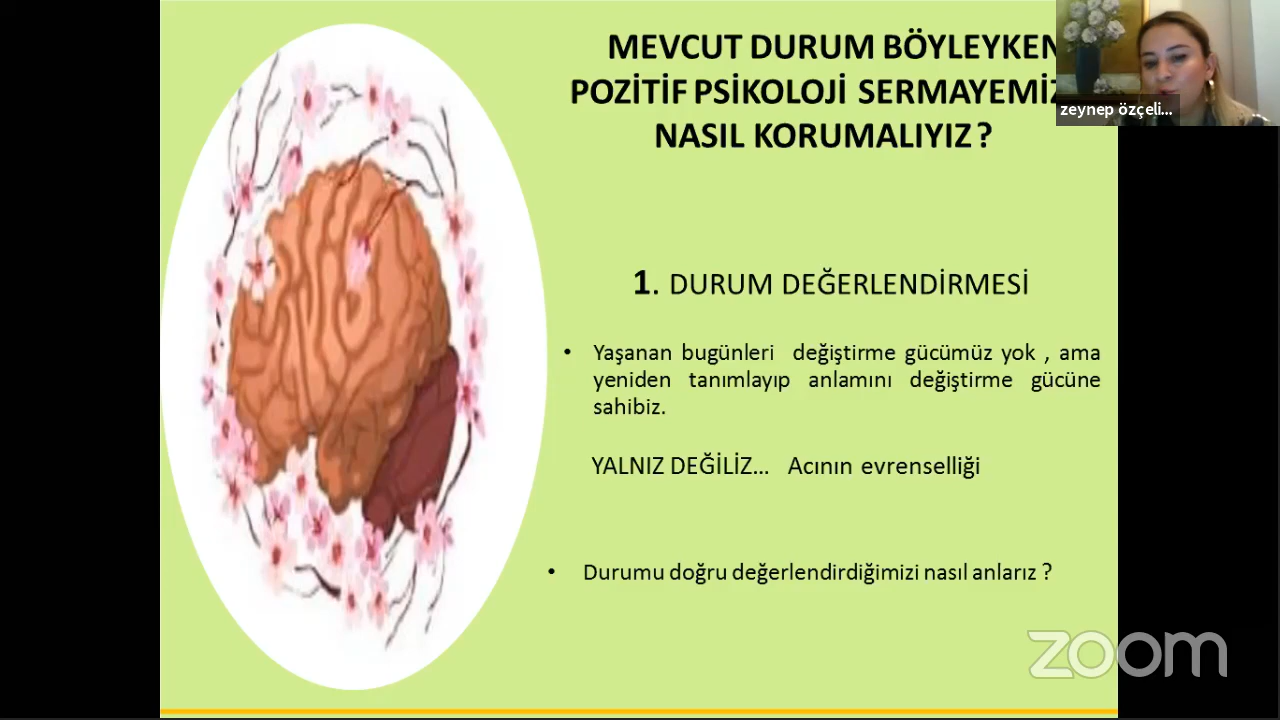 MEVCUT DURUM BÖYLEYKEN
POZİTİF PSİKOLOJİ SERMAYEMİZ
NASIL KORUMALIYIZ ?
zeynep özçeli...
1. DURUM DEĞERLENDİRMESİ
• Yaşanan bugünleri değiştirme gücümüz yok , ama
yeniden tanımlayıp anlamını değiştirme gücüne
sahibiz.
YALNIZ DEĞİLİZ... Acının evrenselliği
• Durumu doğru değerlendirdiğimizi nasıl anlarız ?
zoom